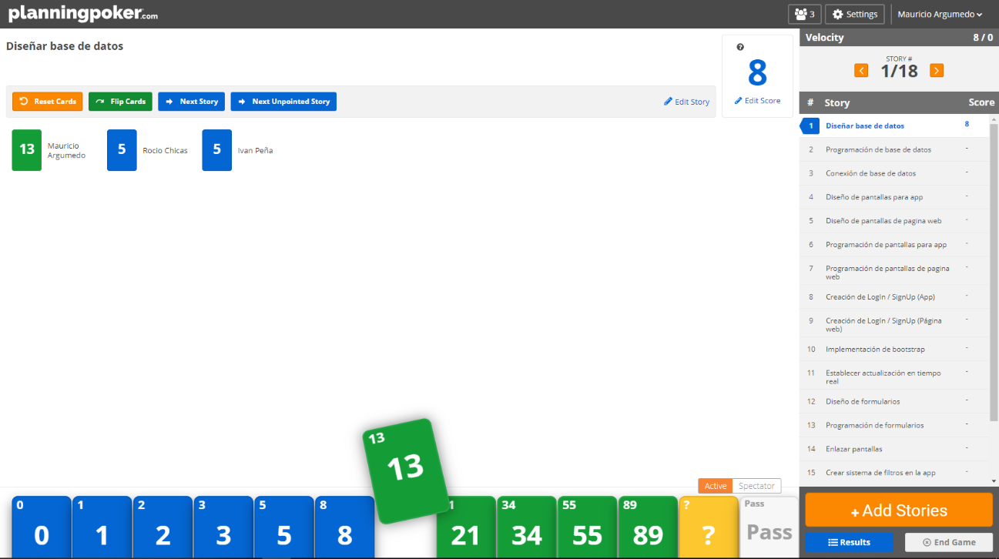 planningpoker.com
3
Settings
Mauricio Argumedo
Diseñar base de datos
?
8
Edit Score
Reset Cards
Flip Cards
Next Story
Next Unpointed Story
Edit Story
13
Mauricio
Argumedo
5
Rocio Chicas
5
Ivan Peña
Velocity
8 / 0
STORY #
1/18
# Story Score
1 Diseñar base de datos 8
2 Programación de base de datos -
3 Conexión de base de datos -
4 Diseño de pantallas para app -
5 Diseño de pantallas de pagina web -
6 Programación de pantallas para app -
7 Programación de pantallas de pagina -
web
8 Creación de LogIn / SignUp (App) -
9 Creación de LogIn / SignUp (Página -
web)
10 Implementación de bootstrap -
11 Establecer actualización en tiempo -
real
12 Diseño de formularios -
13 Programación de formularios -
14 Enlazar pantallas -
15 Crear sistema de filtros en la app -
13
13
Active
Spectator
0
0
1
1
2
2
3
3
5
5
8
8
1
21
34
34
55
55
89
89
?
?
Pass
Pass
+ Add Stories
Results
End Game